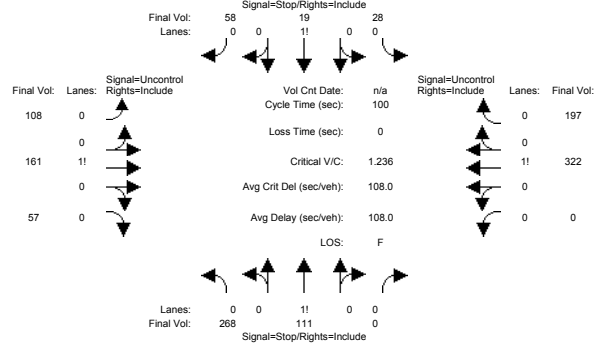 Signal=Stop/Rights=Include
Final Vol: 58 19 28
Lanes: 0 0 1! 0 0
Signal=Uncontrol
Final Vol: Lanes: Rights=Include
Vol Cnt Date: n/a
Signal=Uncontrol
Rights=Include Lanes: Final Vol:
Cycle Time (sec): 100
108 0
0 197
Loss Time (sec): 0
0
0
161 1!
Critical V/C: 1.236
1! 322
0
Avg Crit Del (sec/veh): 108.0
0
57 0
Avg Delay (sec/veh): 108.0
0 0
LOS: F
Lanes: 0 0 1! 0 0
Final Vol: 268 111 0
Signal=Stop/Rights=Include